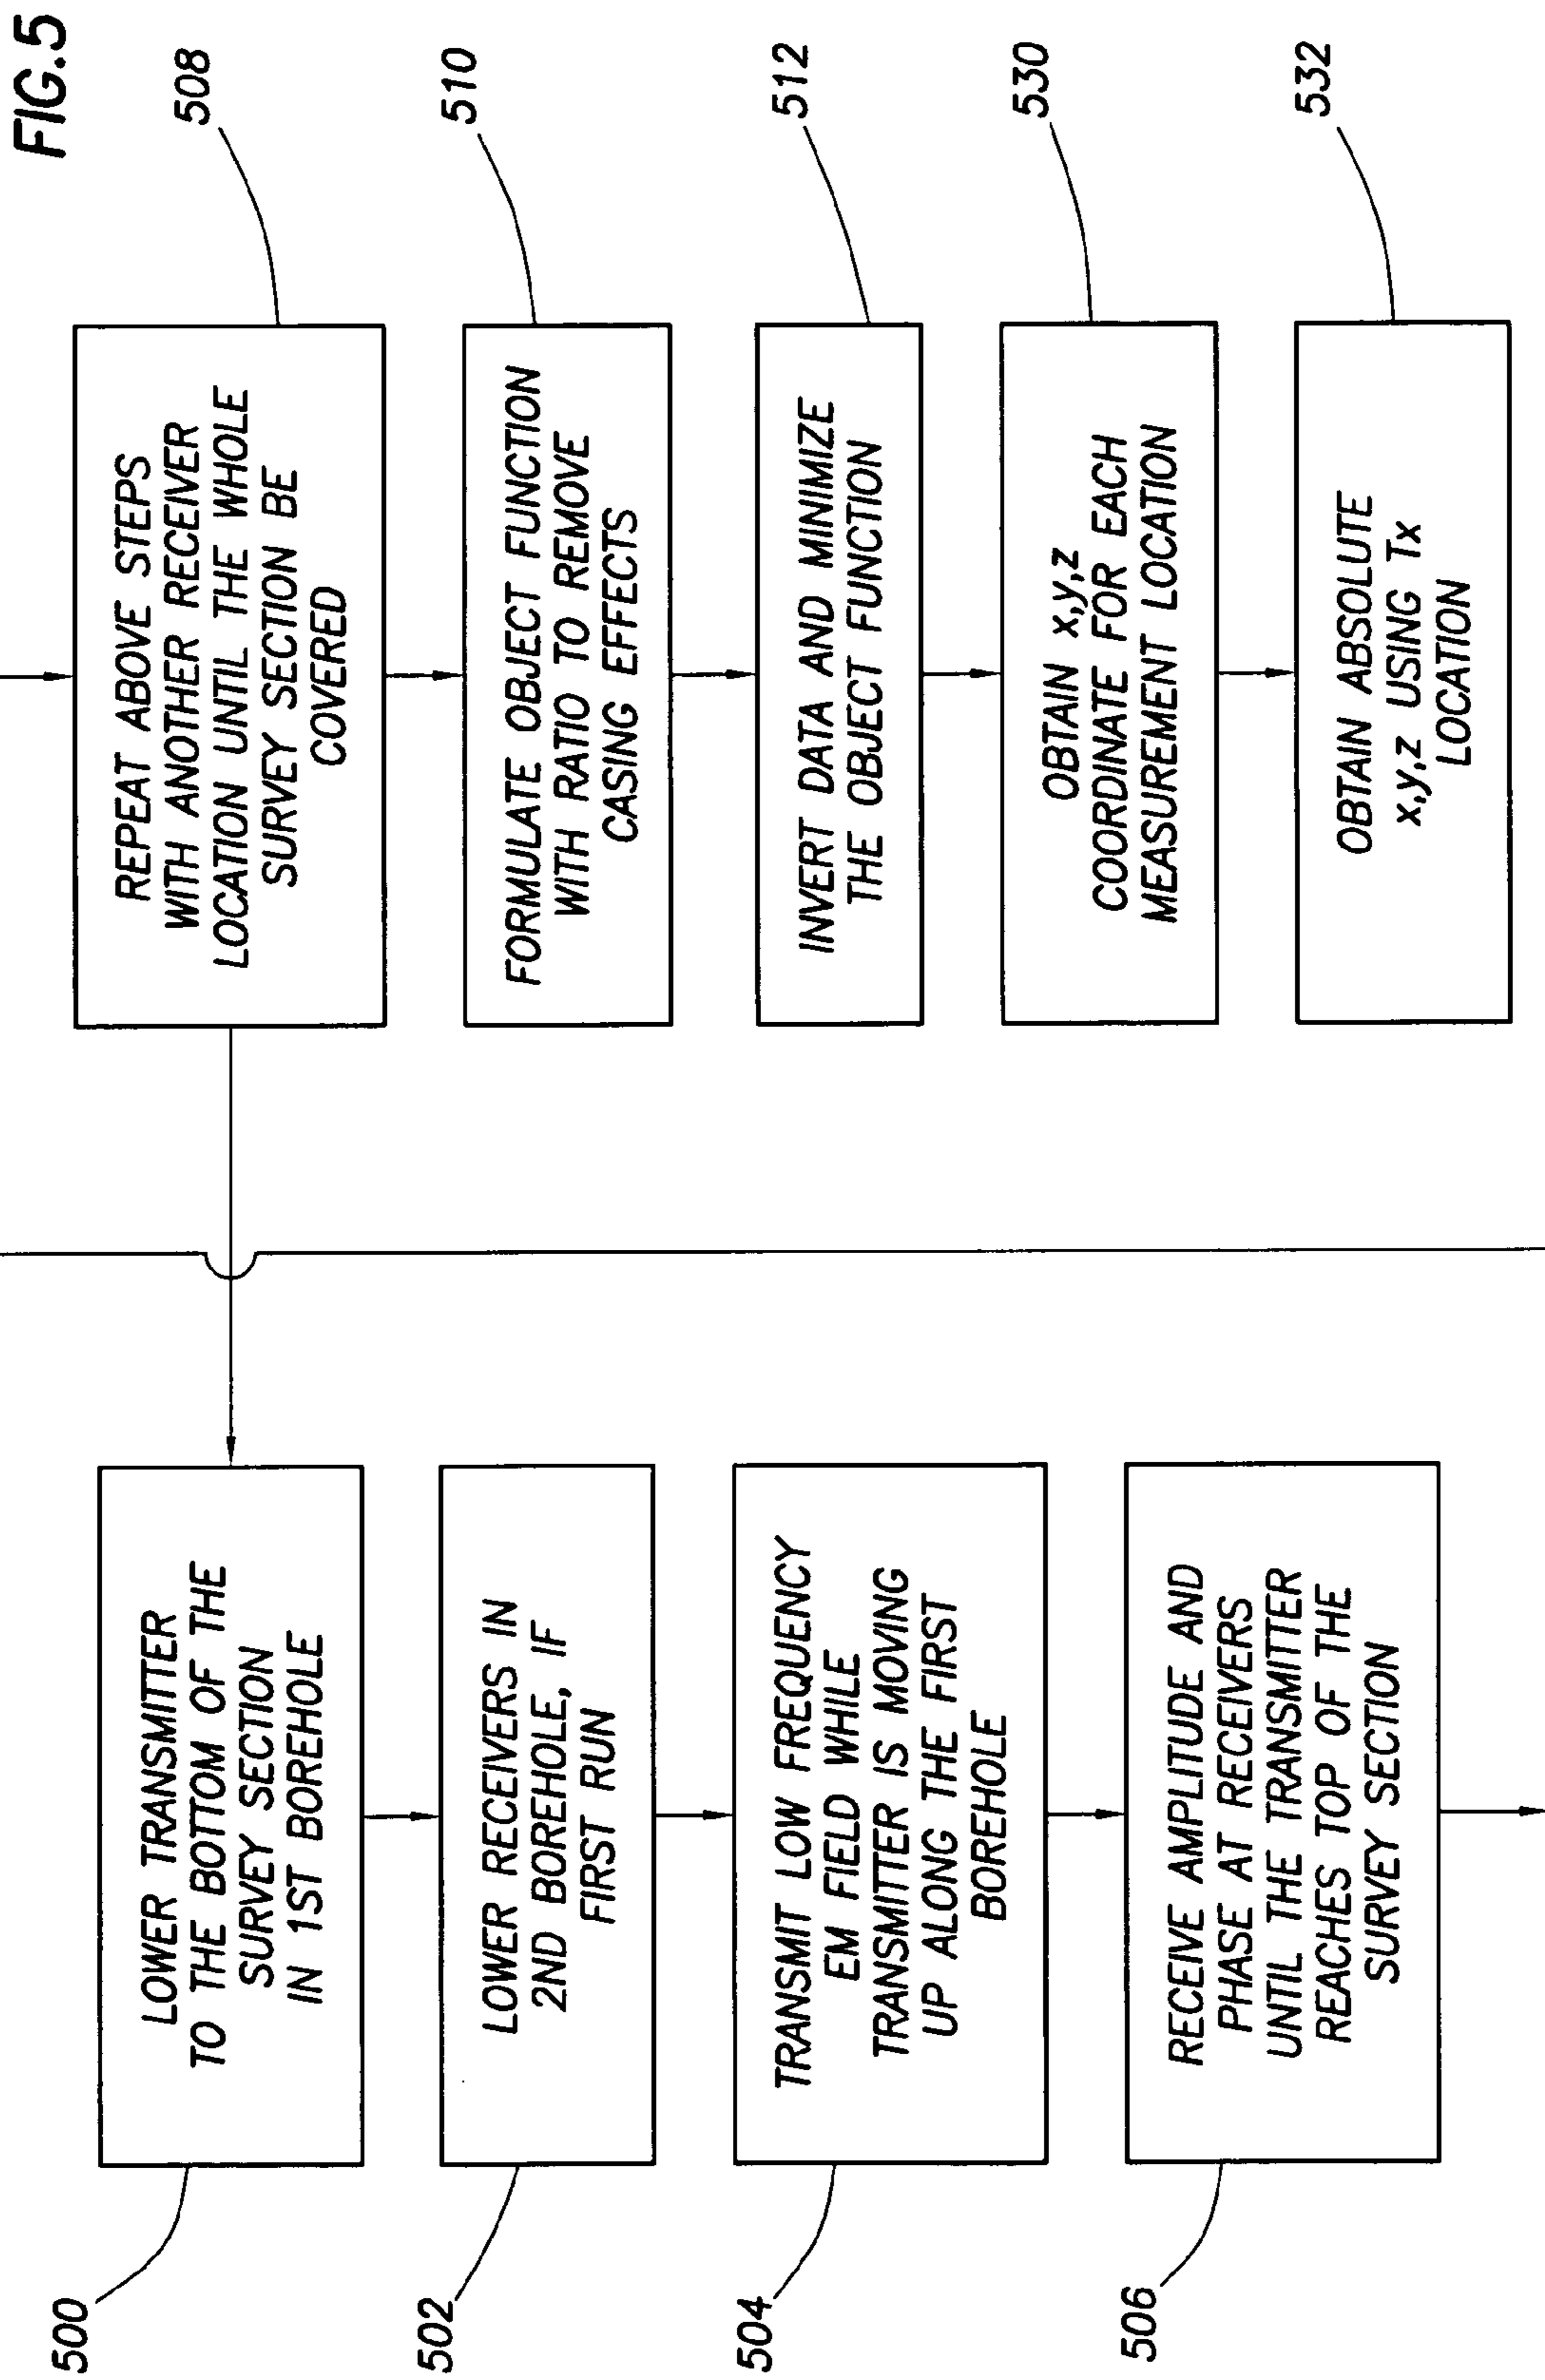 FIG.5
500
LOWER TRANSMITTER
TO THE BOTTOM OF THE
SURVEY SECTION
IN 1ST BOREHOLE
502
LOWER RECEIVERS IN
2ND BOREHOLE, IF
FIRST RUN
504
TRANSMIT LOW FREQUENCY
EM FIELD WHILE
TRANSMITTER IS MOVING
UP ALONG THE FIRST
BOREHOLE
506
RECEIVE AMPLITUDE AND
PHASE AT RECEIVERS
UNTIL THE TRANSMITTER
REACHES TOP OF THE
SURVEY SECTION
508
REPEAT ABOVE STEPS
WITH ANOTHER RECEIVER
LOCATION UNTIL THE WHOLE
SURVEY SECTION BE
COVERED
510
FORMULATE OBJECT FUNCTION
WITH RATIO TO REMOVE
CASING EFFECTS
512
INVERT DATA AND MINIMIZE
THE OBJECT FUNCTION
530
OBTAIN x,y,z
COORDINATE FOR EACH
MEASUREMENT LOCATION
532
OBTAIN ABSOLUTE
x,y,z USING Tx
LOCATION